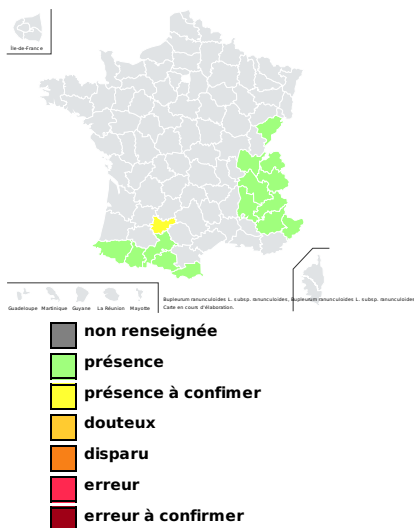 Île-de-France
Guadeloupe Martinique Guyane La Réunion Mayotte
Bupleurum ranunculoides L. subsp. ranunculoides, Bupleurum ranunculoides L. subsp. ranunculoides
Carte en cours d'élaboration.
non renseignée
présence
présence à confimer
douteux
disparu
erreur
erreur à confirmer